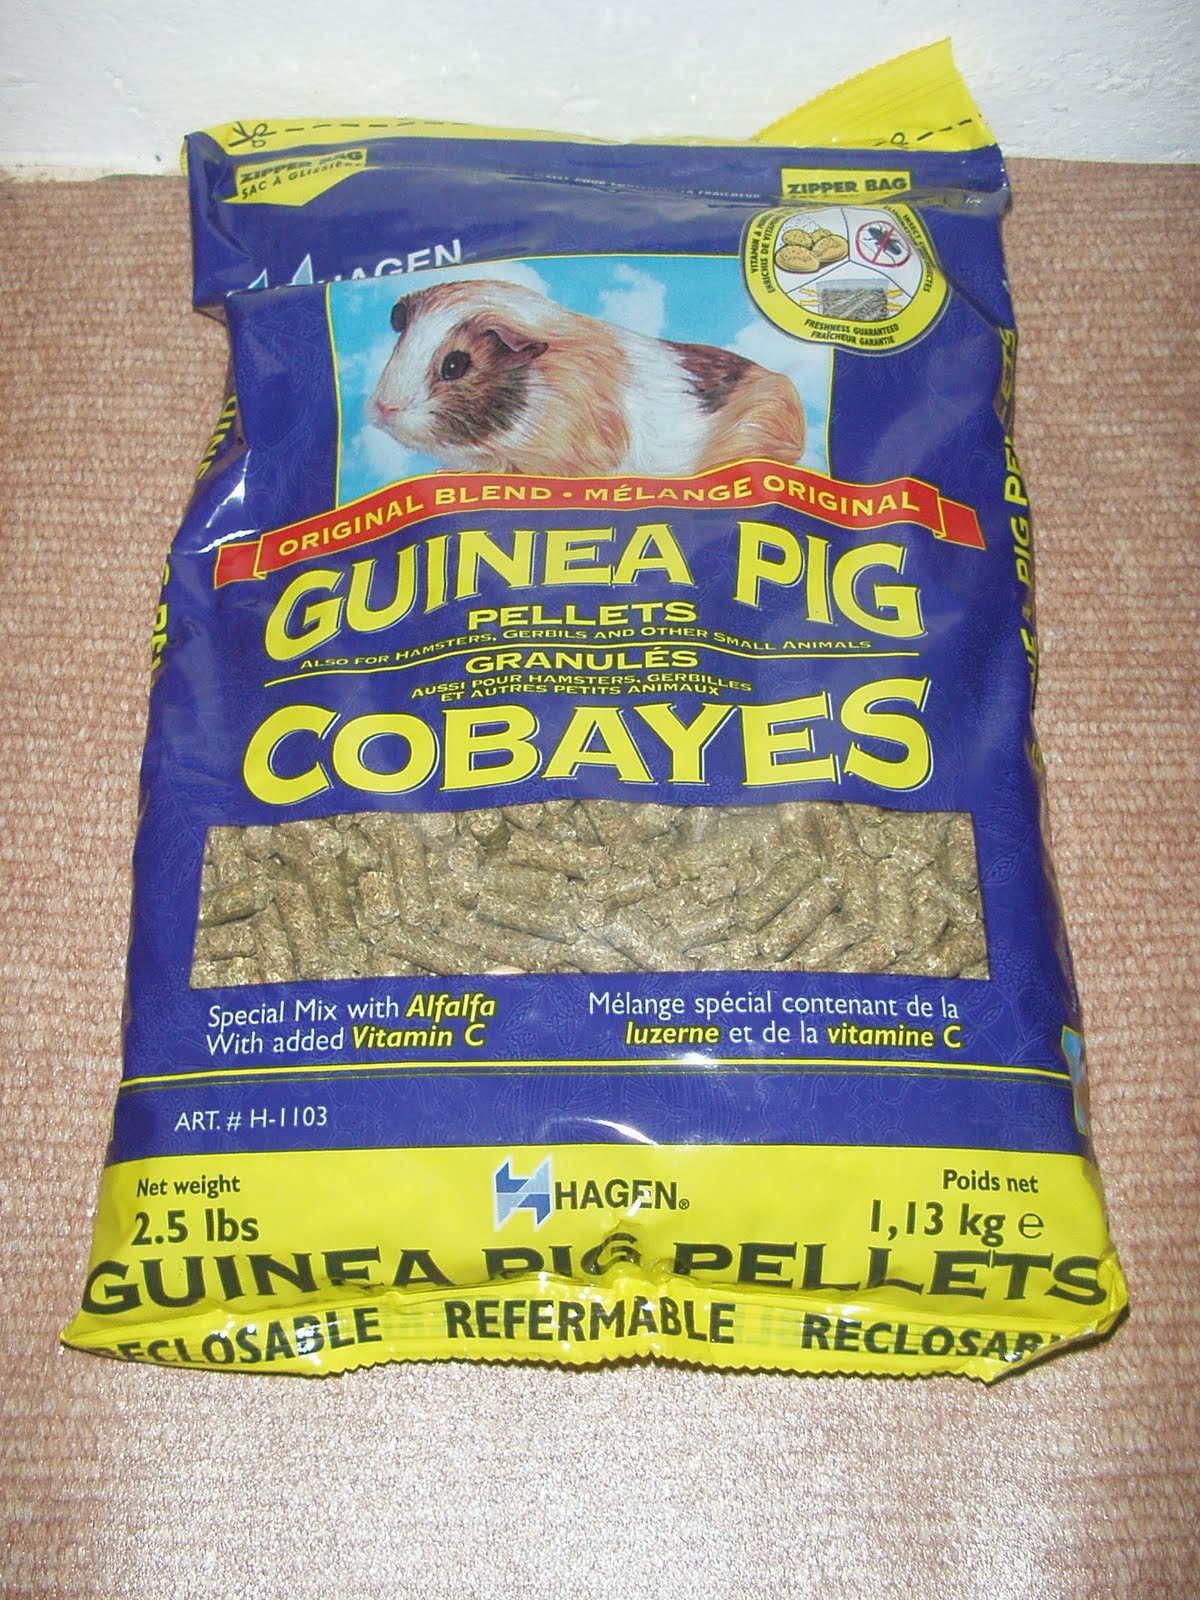 ZIPPER BAG
SAC À GLISSIÈRE
ZIPPER BAG
HAGEN
FRESHNESS GUARANTEED
FRAÎCHEUR GARANTIE
ORIGINAL BLEND • MÉLANGE ORIGINAL
GUINEA PIG
PELLETS
ALSO FOR HAMSTERS, GERBILS AND OTHER SMALL ANIMALS
GRANULÉS
AUSSI POUR HAMSTERS, GERBILLES
ET AUTRES PETITS ANIMAUX
COBAYES
Special Mix with Alfalfa
With added Vitamin C
Mélange spécial contenant de la
luzerne et de la vitamine C
ART. # H-1103
Net weight
2.5 lbs
HAGEN®
Poids net
1,13 kg e
GUINEA PIG PELLETS
RECLOSABLE REFERMABLE RECLOSAB